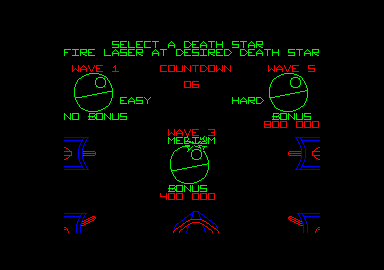 SELECT A DEATH STAR
FIRE LASER AT DESIRED DEATH STAR
WAVE 1 COUNTDOWN WAVE 5
06
EASY HARD
NO BONUS BONUS
800 000
WAVE 3
MEDIUM
BONUS
400 000